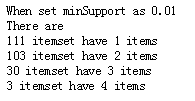 When set minSupport as 0.01
There are
111 itemset have 1 items
103 itemset have 2 items
30 itemset have 3 items
3 itemset have 4 items